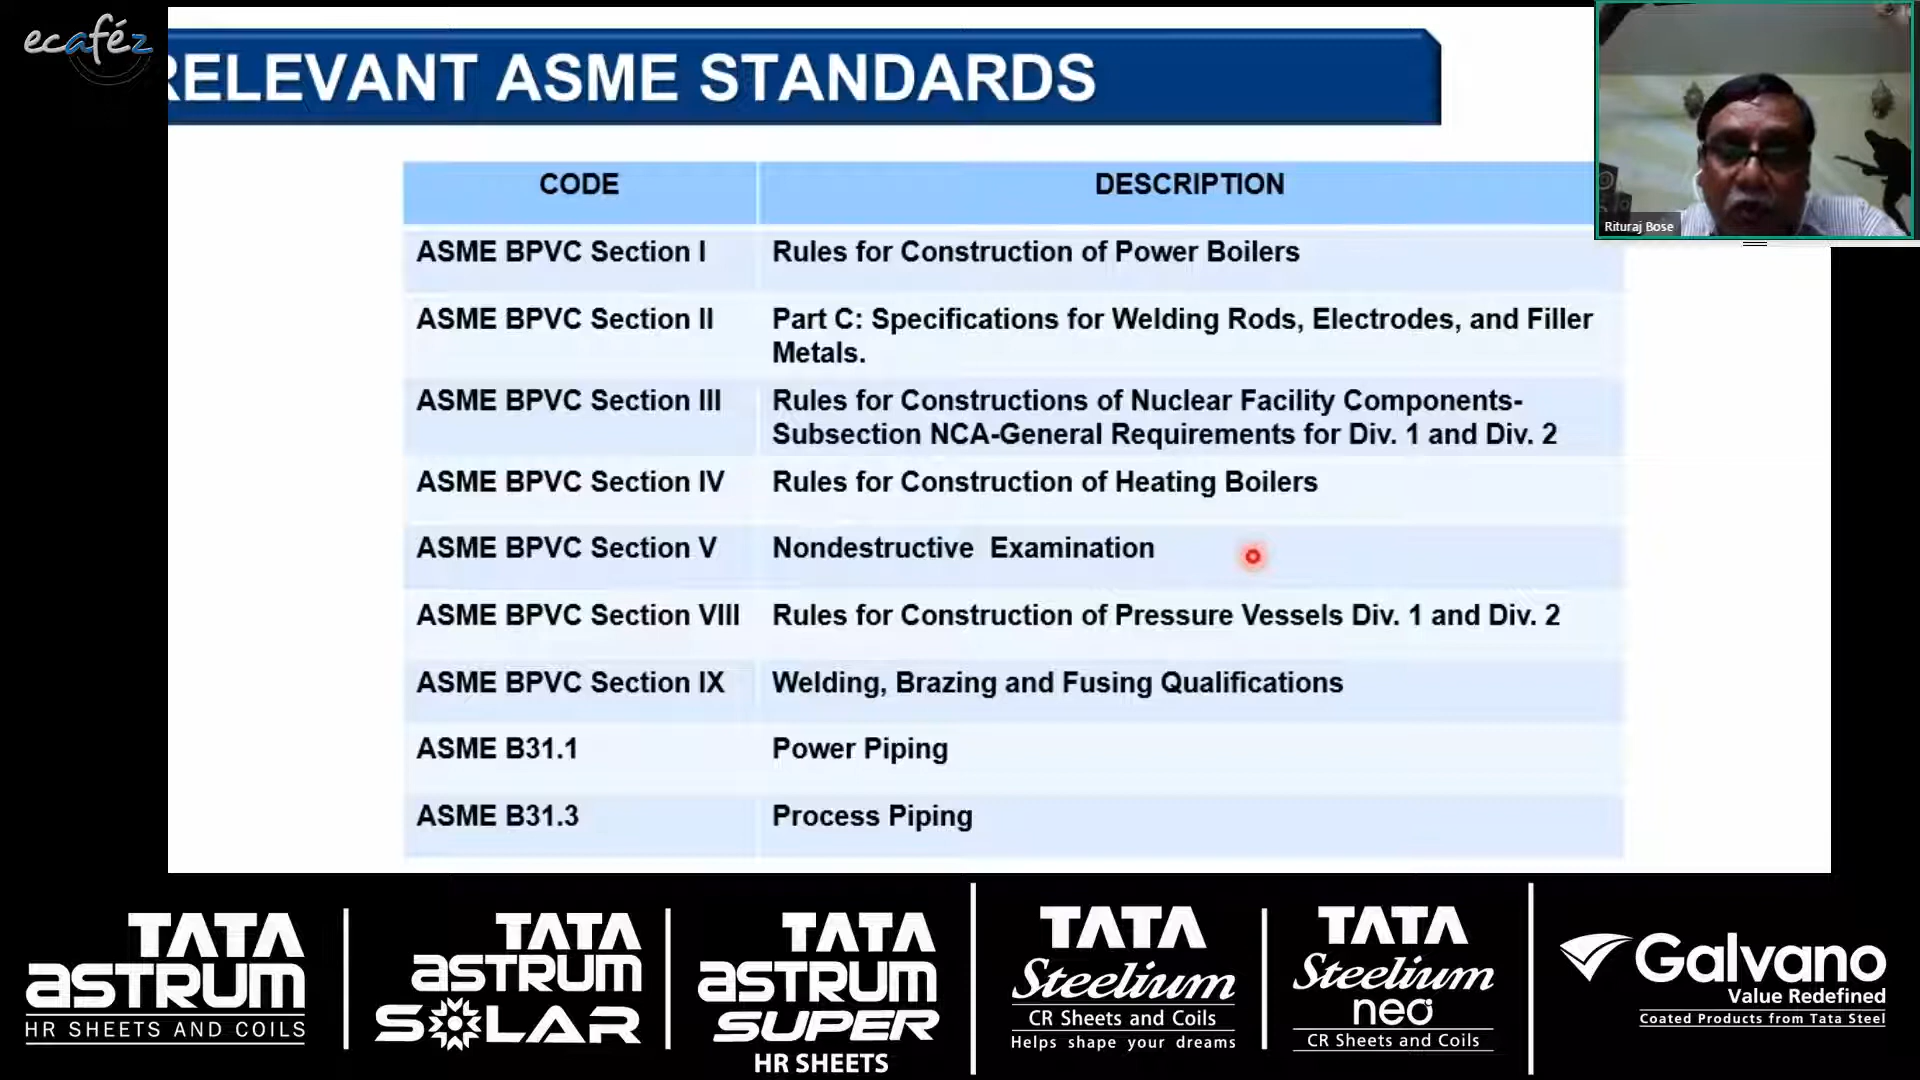 ecaféz
RELEVANT ASME STANDARDS
Rituraj Bose
CODE DESCRIPTION
ASME BPVC Section I Rules for Construction of Power Boilers
ASME BPVC Section II Part C: Specifications for Welding Rods, Electrodes, and Filler
Metals.
ASME BPVC Section III Rules for Constructions of Nuclear Facility Components-
Subsection NCA-General Requirements for Div. 1 and Div. 2
ASME BPVC Section IV Rules for Construction of Heating Boilers
ASME BPVC Section V Nondestructive Examination
ASME BPVC Section VIII Rules for Construction of Pressure Vessels Div. 1 and Div. 2
ASME BPVC Section IX Welding, Brazing and Fusing Qualifications
ASME B31.1 Power Piping
ASME B31.3 Process Piping
TATA
ASTRUM
HR SHEETS AND COILS
TATA
ASTRUM
SOLAR
TATA
ASTRUM
SUPER
HR SHEETS
TATA
Steelium
CR Sheets and Coils
Helps shape your dreams
TATA
Steelium
neo
CR Sheets and Coils
Galvano
Value Redefined
Coated Products from Tata Steel